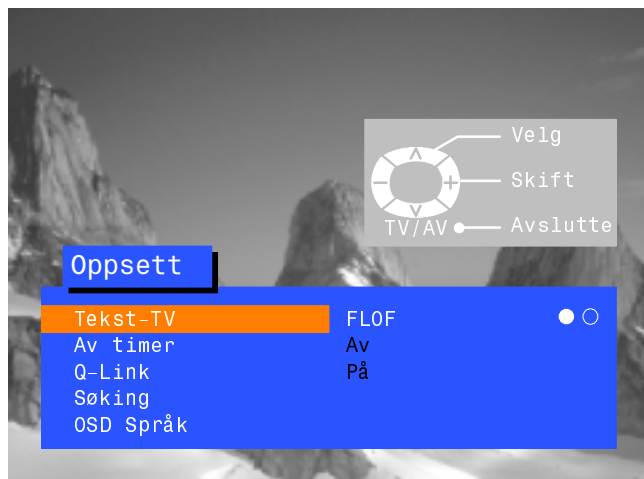 Velg
Skift
TV/AV Avslutte
Oppsett
Tekst-TV FLOF
Av timer Av
Q-Link På
Søking
OSD Språk